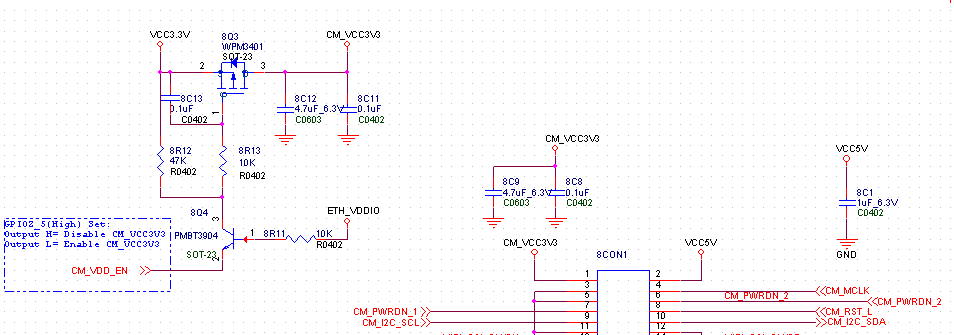 VCC3.3V
8Q3
WPM3401
SOT-23
CM_VCC3V3
2
3
1
8C13
0.1uF
C0402
8C12
4.7uF_6.3V
C0603
8C11
0.1uF
C0402
8R12
47K
R0402
8R13
10K
R0402
CM_VCC3V3
8C9
4.7uF_6.3V
C0603
8C8
0.1uF
C0402
VCC5V
8C1
1uF_6.3V
C0402
GND
GPIOZ_5(High) Set:
Output H= Disable CM_VCC3V3
Output L= Enable CM_VCC3V3
CM_VDD_EN
8Q4
PMBT3904
SOT-23
3
1
2
8R11
10K
R0402
ETH_VDDIO
CM_VCC3V3
8CON1
VCC5V
1
2
3
4
5
6
7
8
9
10
11
12
CM_MCLK
CM_PWRDN_2
CM_PWRDN_2
CM_PWRDN_1
CM_RST_L
CM_I2C_SCL
CM_I2C_SDA